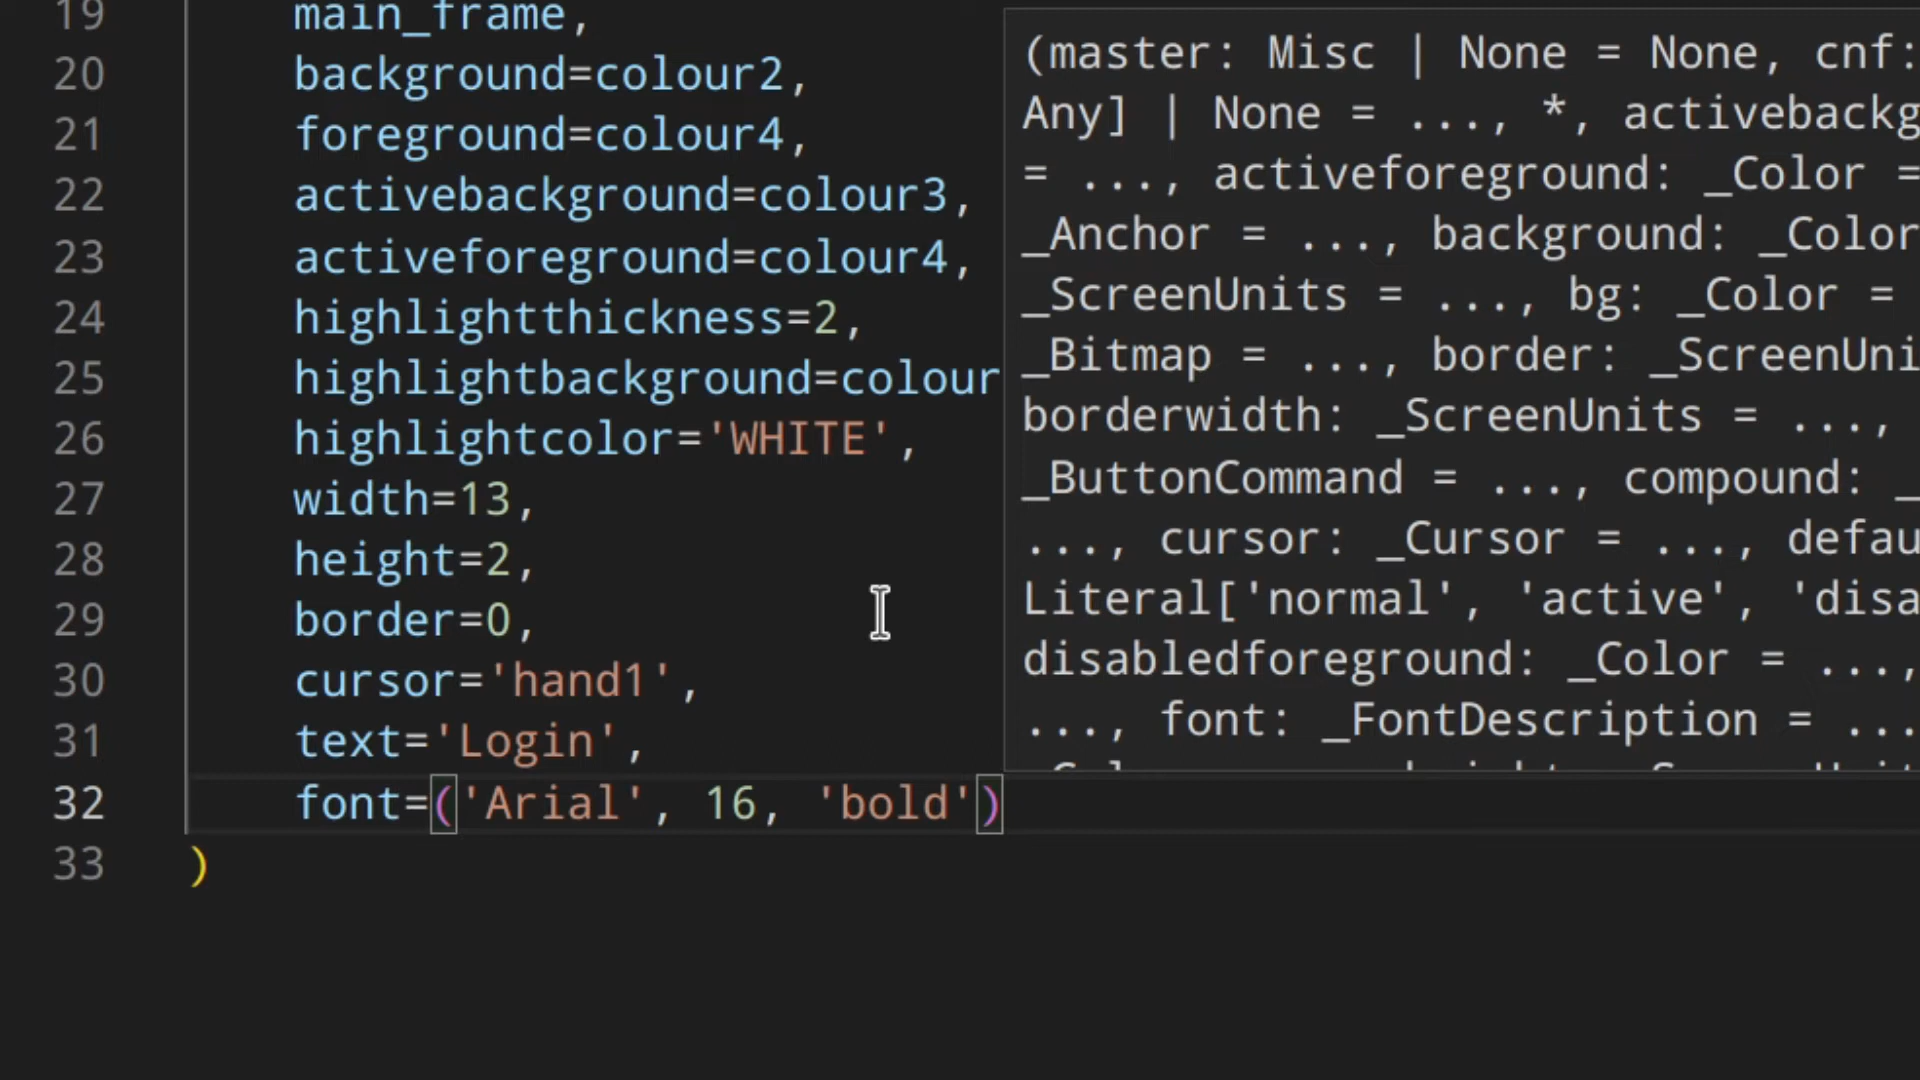 19 main_frame,
20 background=colour2,
21 foreground=colour4,
22 activebackground=colour3,
23 activeforeground=colour4,
24 highlightthickness=2,
25 highlightbackground=colour
26 highlightcolor='WHITE',
27 width=13,
28 height=2,
29 border=0,
30 cursor='hand1',
31 text='Login',
32 font=('Arial', 16, 'bold')
33 )
(master: Misc | None = None, cnf:
Any] | None = ..., *, activebackg
= ..., activeforeground: _Color =
_Anchor = ..., background: _Color
_ScreenUnits = ..., bg: _Color =
_Bitmap = ..., border: _ScreenUni
borderwidth: _ScreenUnits = ...,
_ButtonCommand = ..., compound: _
..., cursor: _Cursor = ..., defau
Literal['normal', 'active', 'disa
disabledforeground: _Color = ...,
..., font: _FontDescription = ...